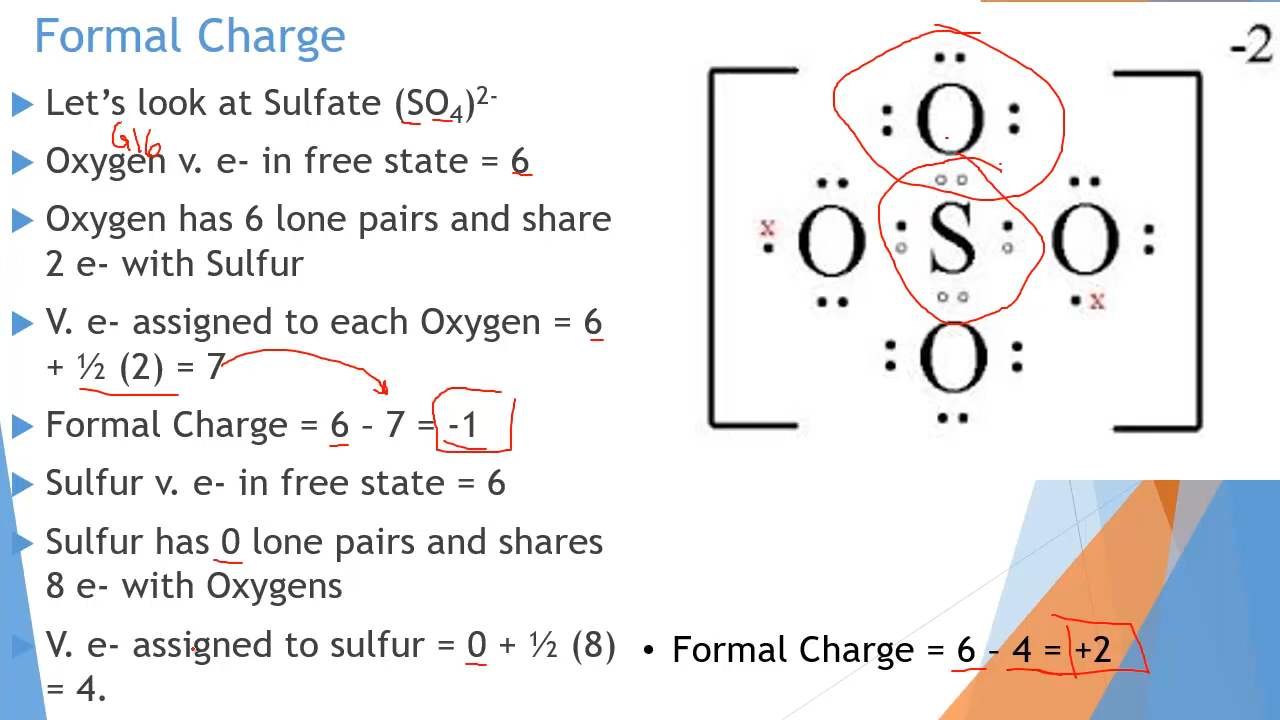 Formal Charge
Let's look at Sulfate (SO₄)²⁻
G16
Oxygen v. e- in free state = 6
Oxygen has 6 lone pairs and share
2 e- with Sulfur
V. e- assigned to each Oxygen = 6
+ ½ (2) = 7
Formal Charge = 6 – 7 = -1
Sulfur v. e- in free state = 6
Sulfur has 0 lone pairs and shares
8 e- with Oxygens
V. e- assigned to sulfur = 0 + ½ (8)
= 4.
-2
O
x
O S O
x
O
• Formal Charge = 6 – 4 = +2